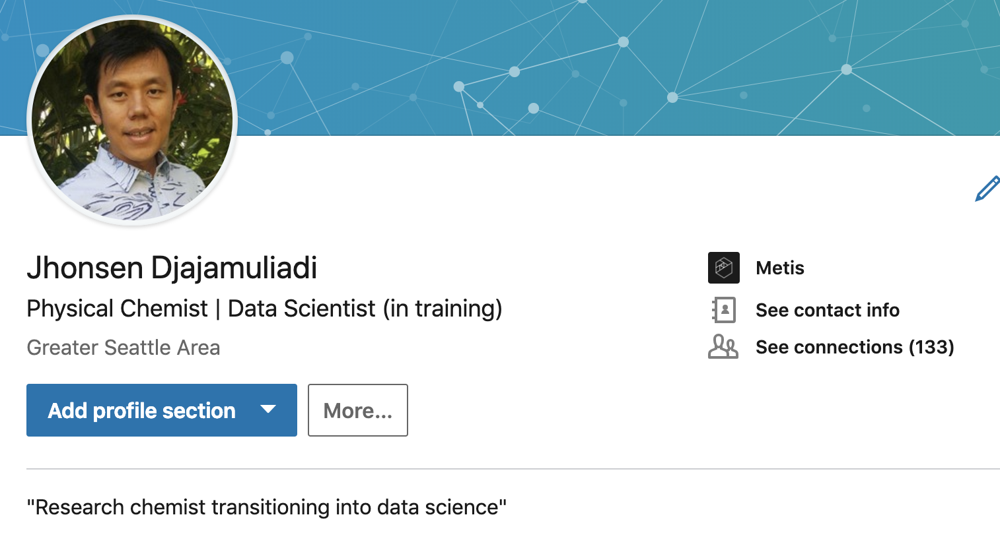 Jhonsen Djajamuliadi
Physical Chemist | Data Scientist (in training)
Greater Seattle Area
Add profile section
More...
Metis
See contact info
See connections (133)
"Research chemist transitioning into data science"